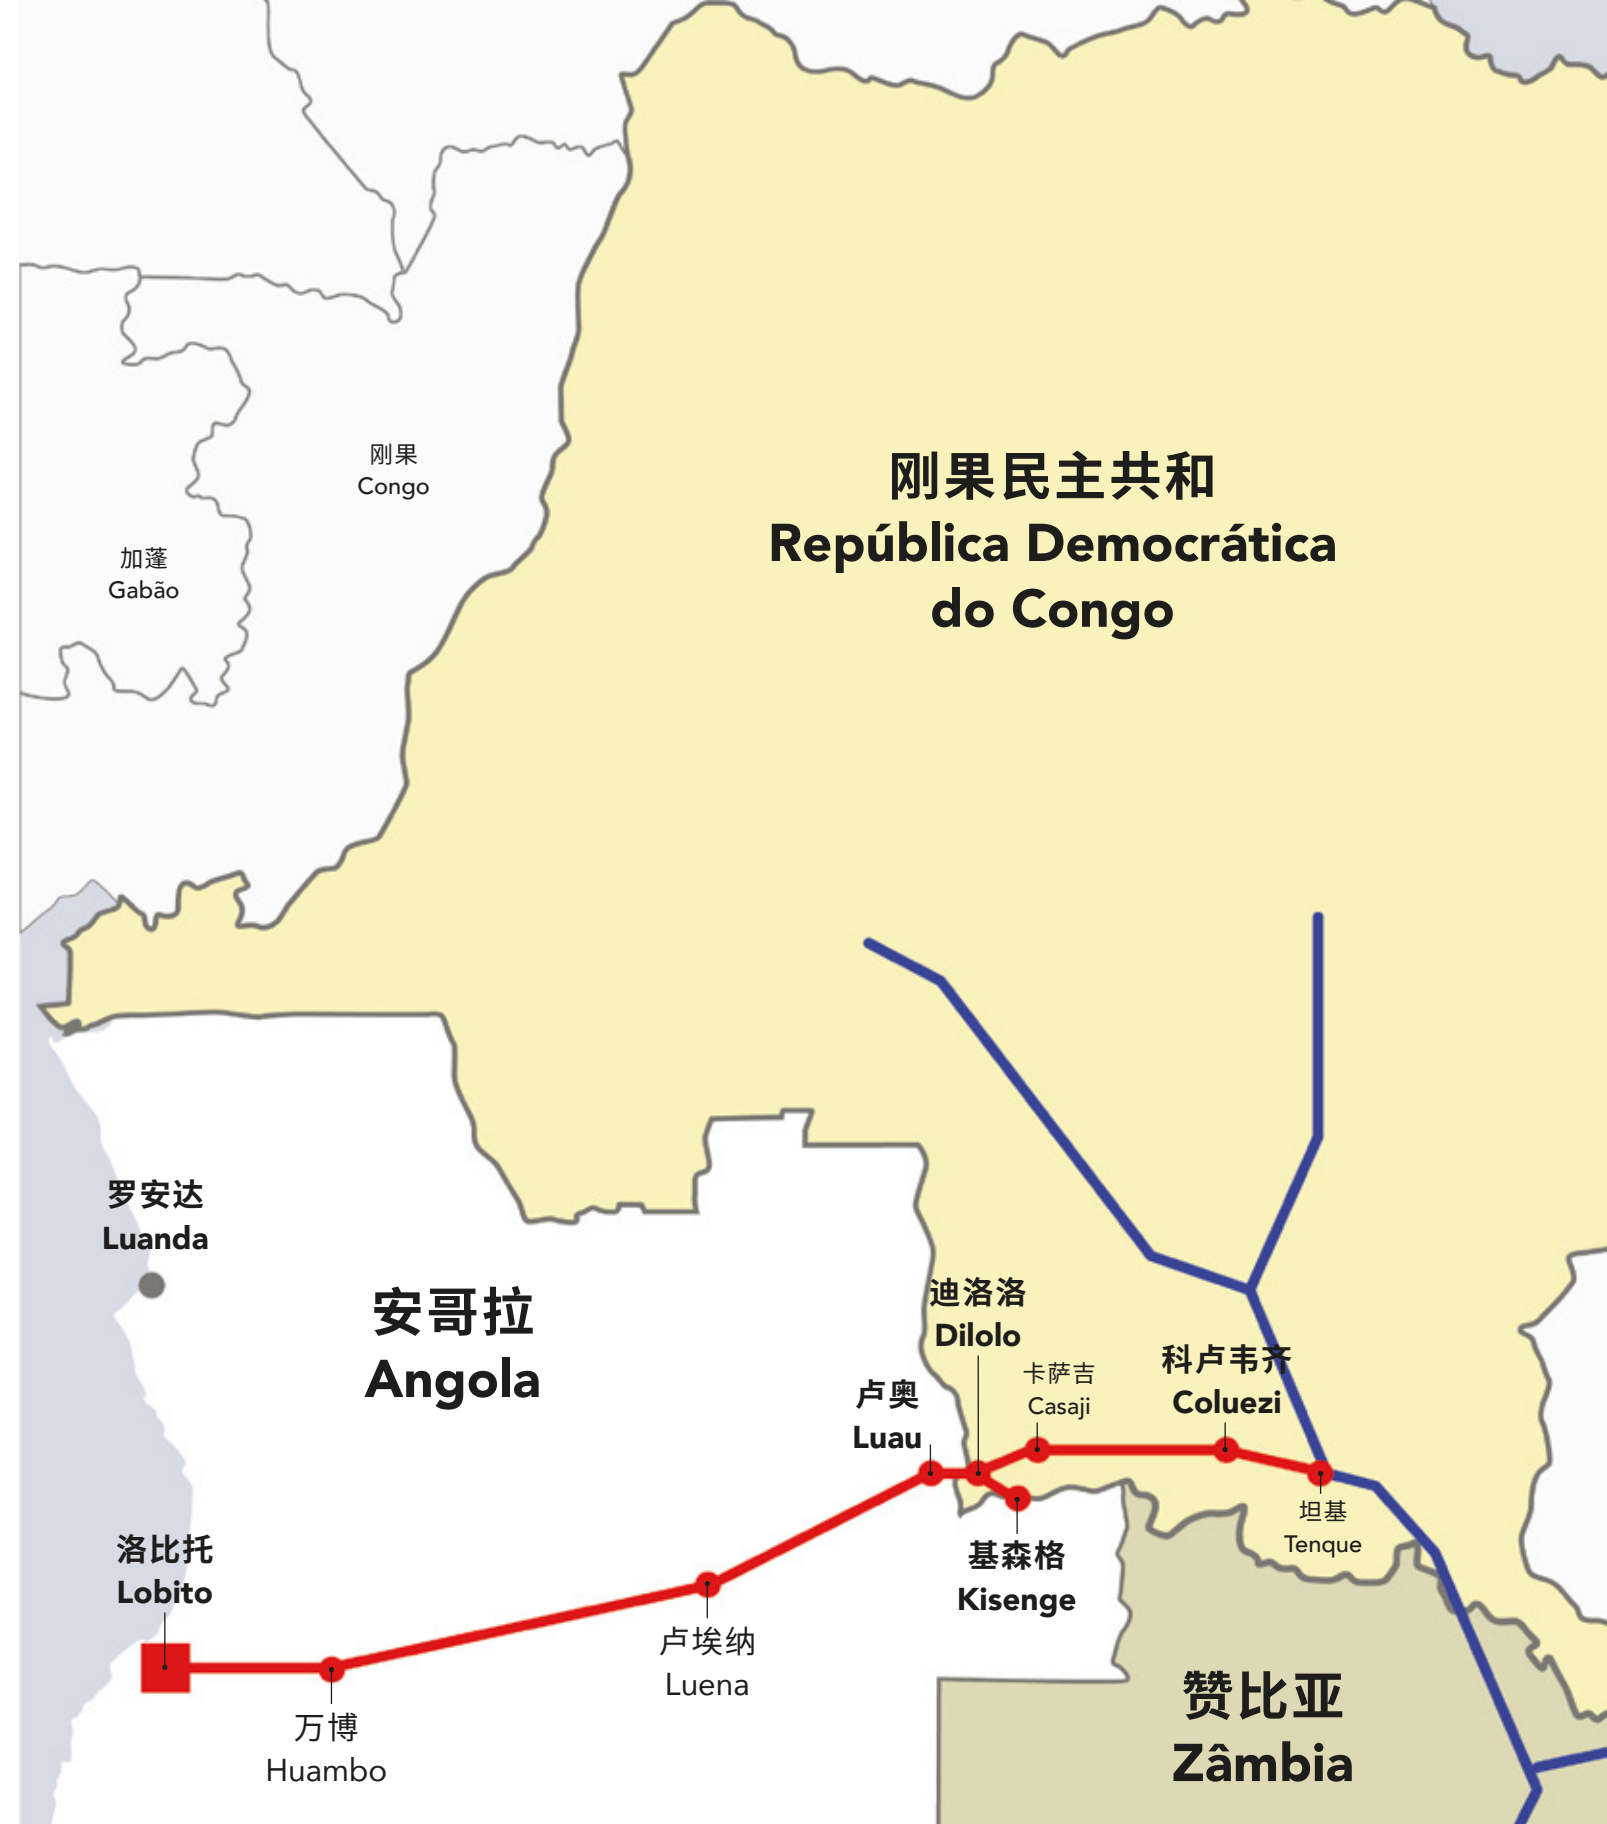 刚果
Congo
加蓬
Gabão
刚果民主共和
República Democrática
do Congo
罗安达
Luanda
安哥拉
Angola
迪洛洛
Dilolo
卡萨吉
Casaji
科卢韦齐
Coluezi
卢奥
Luau
坦基
Tenque
洛比托
Lobito
基森格
Kisenge
卢埃纳
Luena
万博
Huambo
赞比亚
Zâmbia